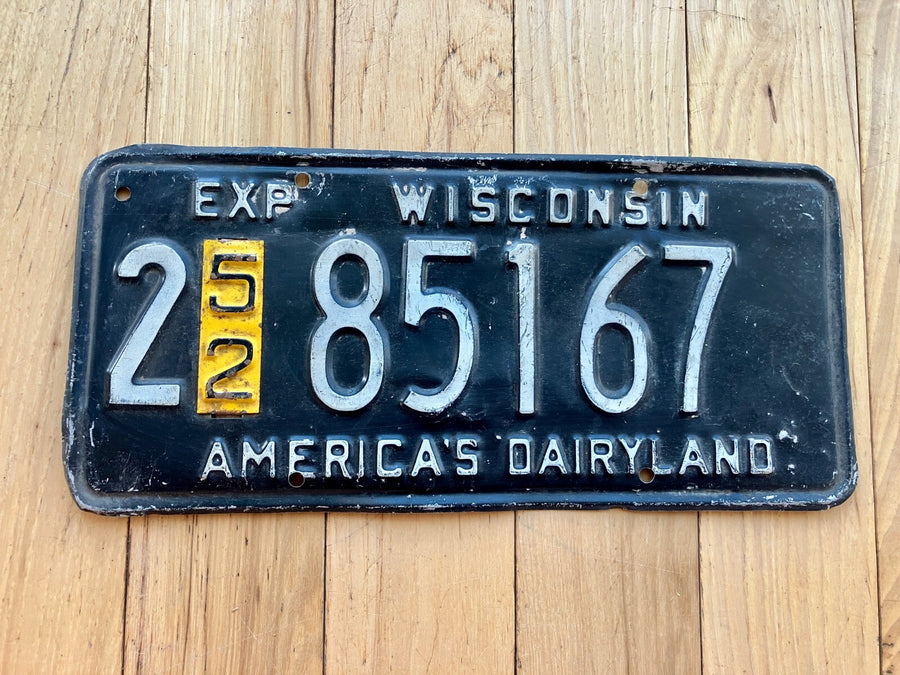 EXP WISCONSIN
2 52 85167
AMERICA'S DAIRYLAND